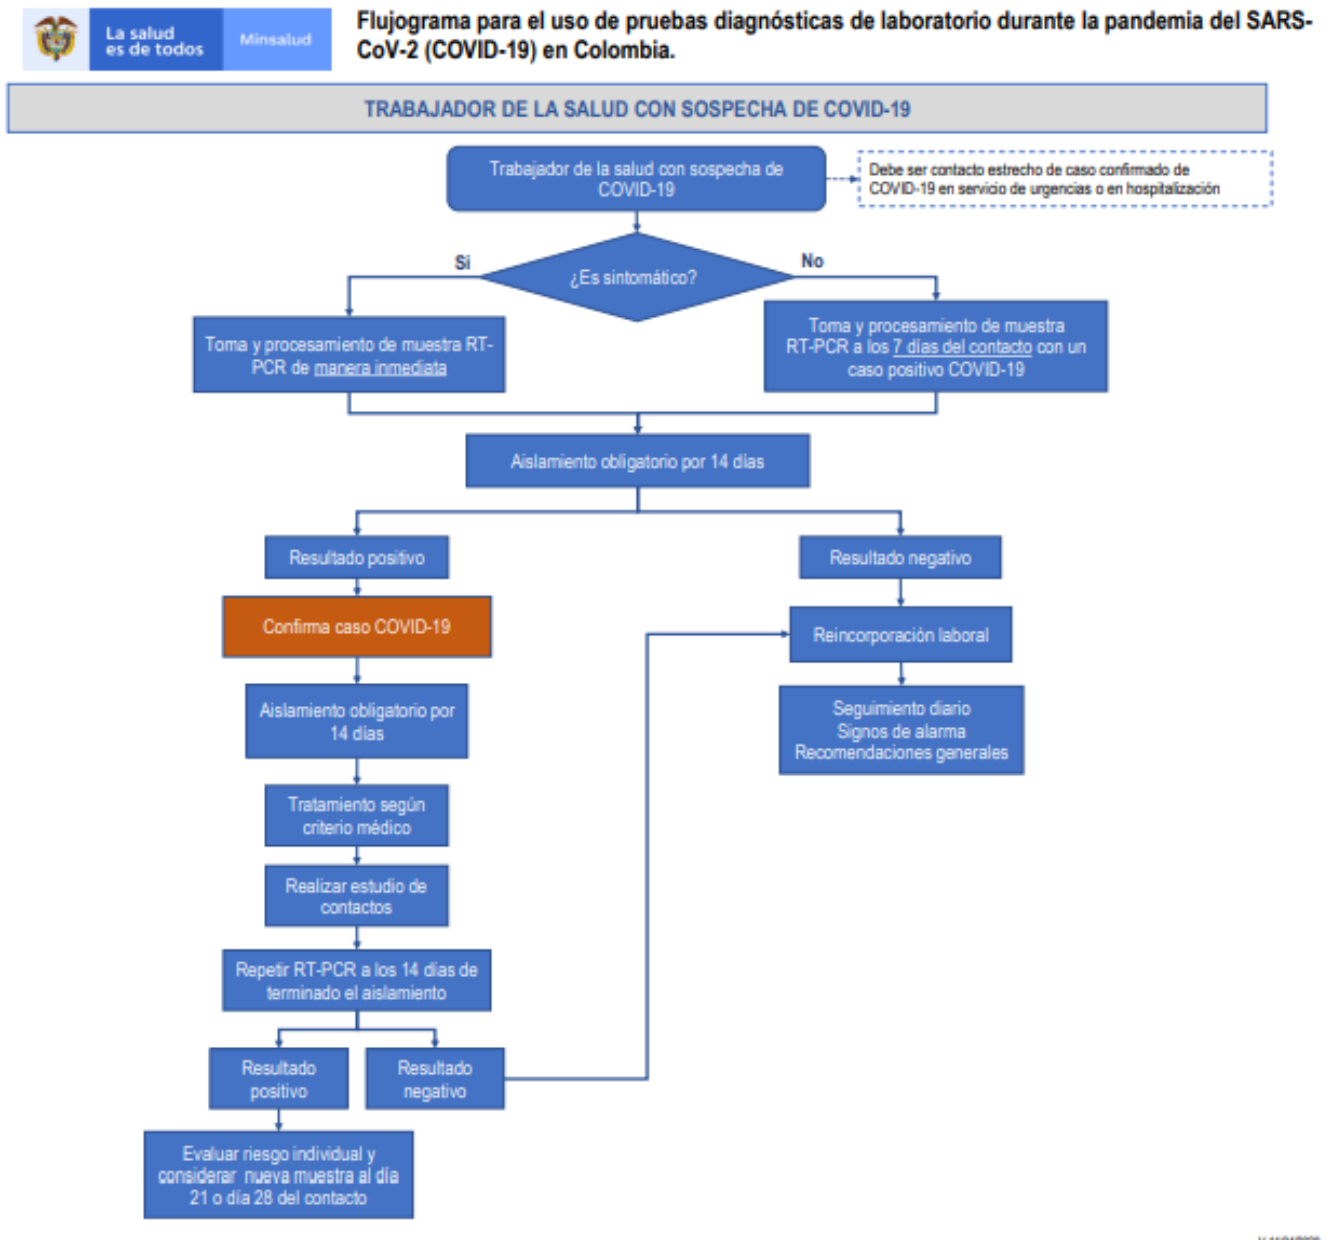 La salud
es de todos
Minsalud
Flujograma para el uso de pruebas diagnósticas de laboratorio durante la pandemia del SARS-
CoV-2 (COVID-19) en Colombia.
TRABAJADOR DE LA SALUD CON SOSPECHA DE COVID-19
Trabajador de la salud con sospecha de
COVID-19
Debe ser contacto estrecho de caso confirmado de
COVID-19 en servicio de urgencias o en hospitalización
¿Es sintomático?
Si
No
Toma y procesamiento de muestra RT-
PCR de manera inmediata
Toma y procesamiento de muestra
RT-PCR a los 7 días del contacto con un
caso positivo COVID-19
Aislamiento obligatorio por 14 días
Resultado positivo
Resultado negativo
Confirma caso COVID-19
Reincorporación laboral
Aislamiento obligatorio por
14 días
Seguimiento diario
Signos de alarma
Recomendaciones generales
Tratamiento según
criterio médico
Realizar estudio de
contactos
Repetir RT-PCR a los 14 días de
terminado el aislamiento
Resultado
positivo
Resultado
negativo
Evaluar riesgo individual y
considerar nueva muestra al día
21 o día 28 del contacto